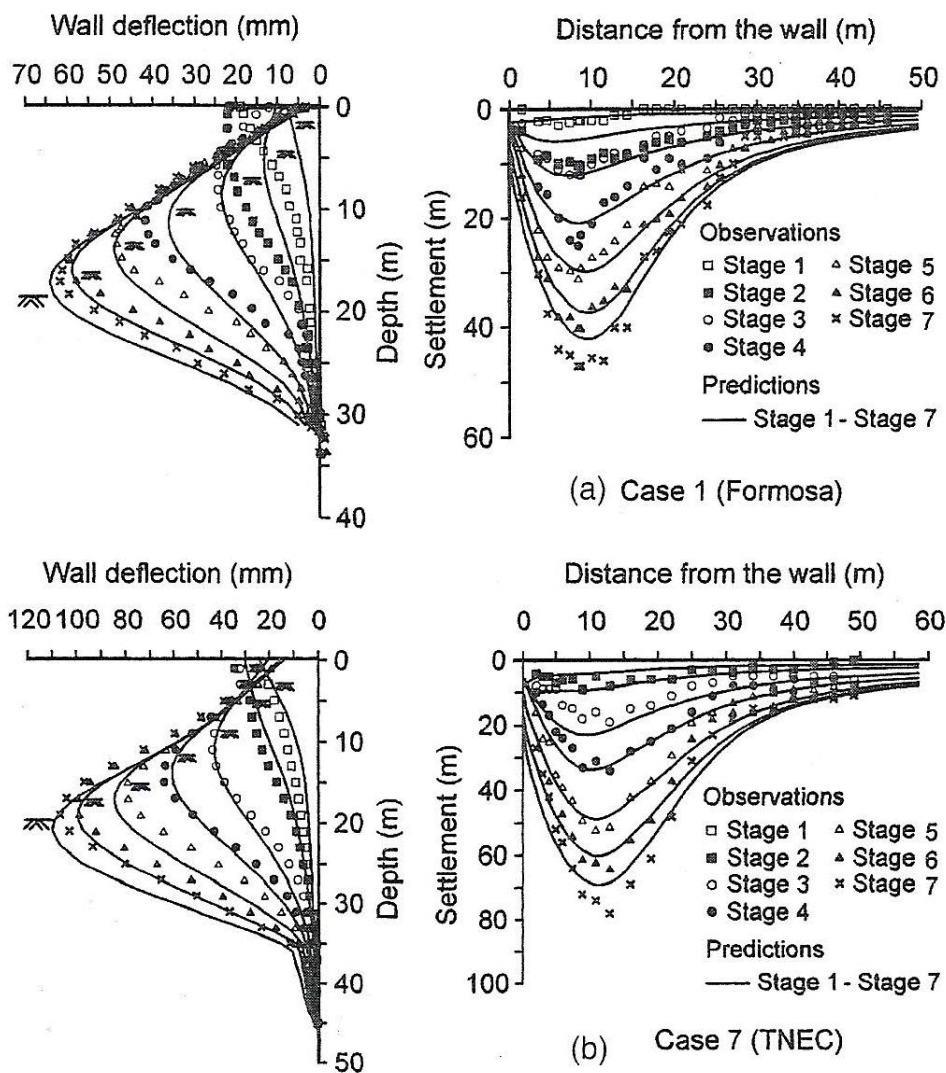 Wall deflection (mm)
70 60 50 40 30 20 10 0
0
10
20
30
40
Depth (m)
Distance from the wall (m)
0 10 20 30 40 50
0
20
40
60
Settlement (m)
Observations
Stage 1
Stage 2
Stage 3
Stage 4
Stage 5
Stage 6
Stage 7
Predictions
Stage 1 - Stage 7
(a) Case 1 (Formosa)
Wall deflection (mm)
120 100 80 60 40 20 0
0
10
20
30
40
50
Depth (m)
Distance from the wall (m)
0 10 20 30 40 50 60
0
20
40
60
80
100
Settlement (m)
Observations
Stage 1
Stage 2
Stage 3
Stage 4
Stage 5
Stage 6
Stage 7
Predictions
Stage 1 - Stage 7
(b) Case 7 (TNEC)